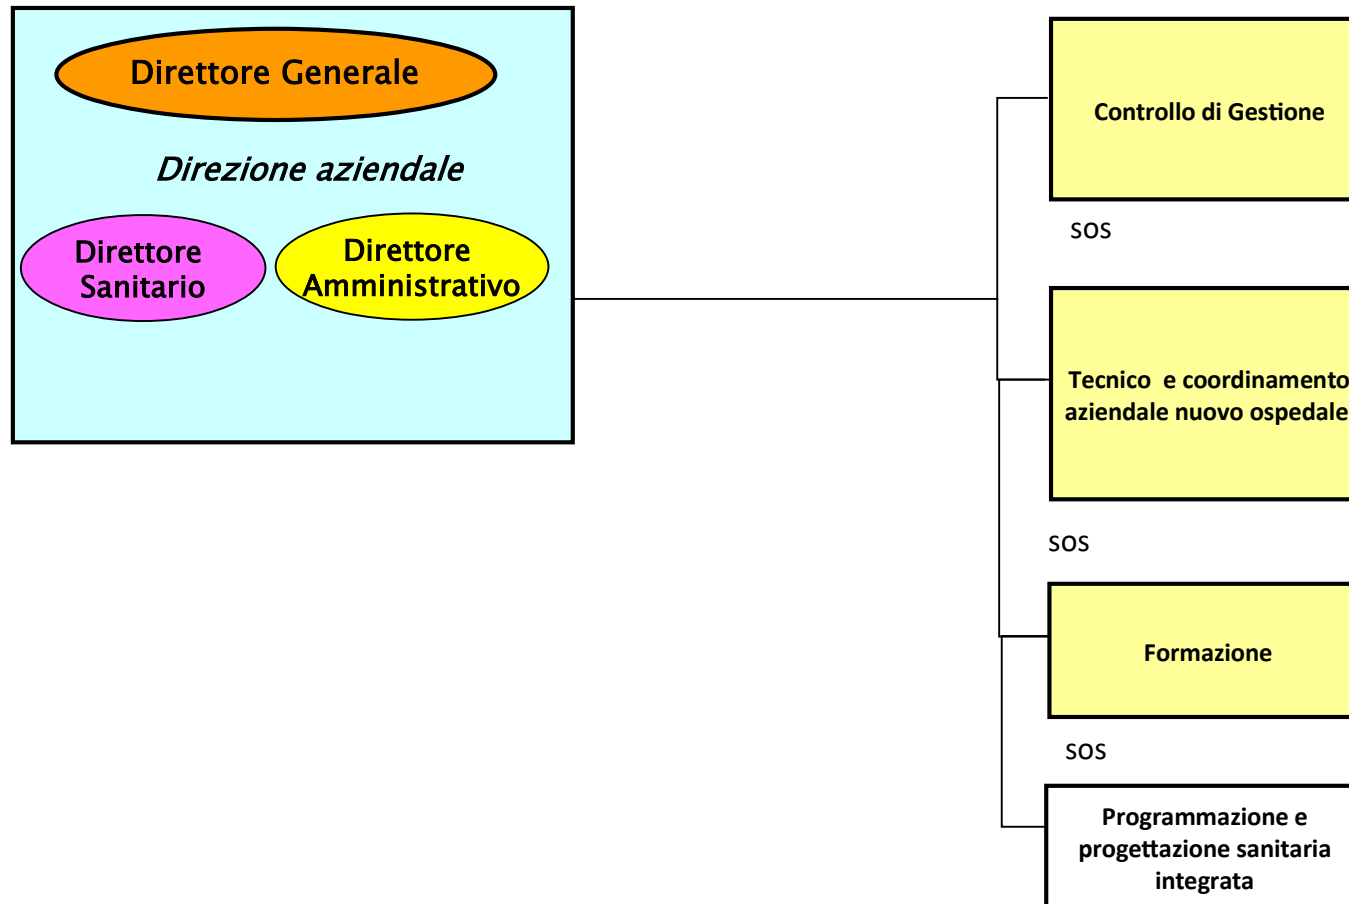 Direttore Generale
Direzione aziendale
Direttore
Sanitario
Direttore
Amministrativo
Controllo di Gestione
SOS
Tecnico e coordinamento
aziendale nuovo ospedale
SOS
Formazione
SOS
Programmazione e
progettazione sanitaria
integrata